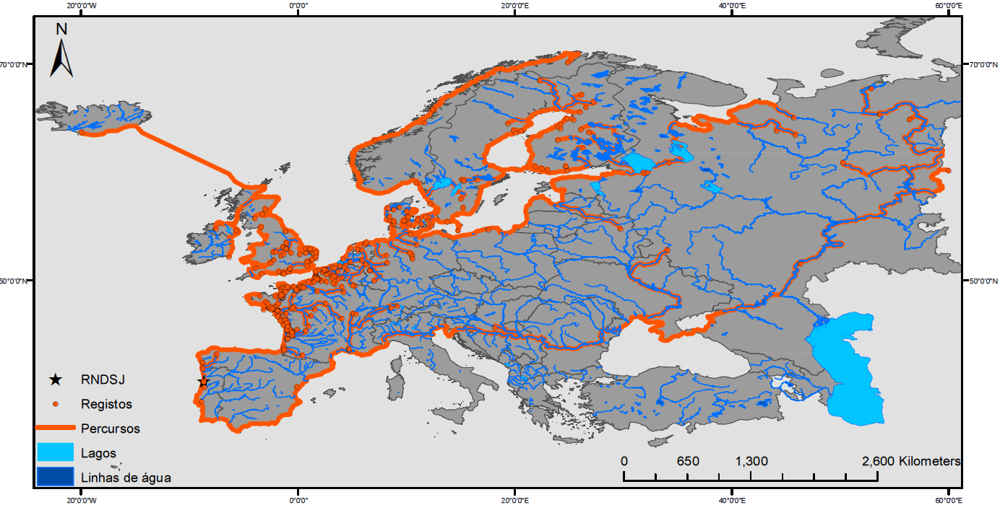 20°0'0"W 0°0'0" 20°0'0"E 40°0'0"E 60°0'0"E
N
70°0'0"N 70°0'0"N
50°0'0"N 50°0'0"N
RNDSJ
Registos
Percursos
Lagos
Linhas de água
0 650 1,300 2,600 Kilometers
20°0'0"W 0°0'0" 20°0'0"E 40°0'0"E 60°0'0"E